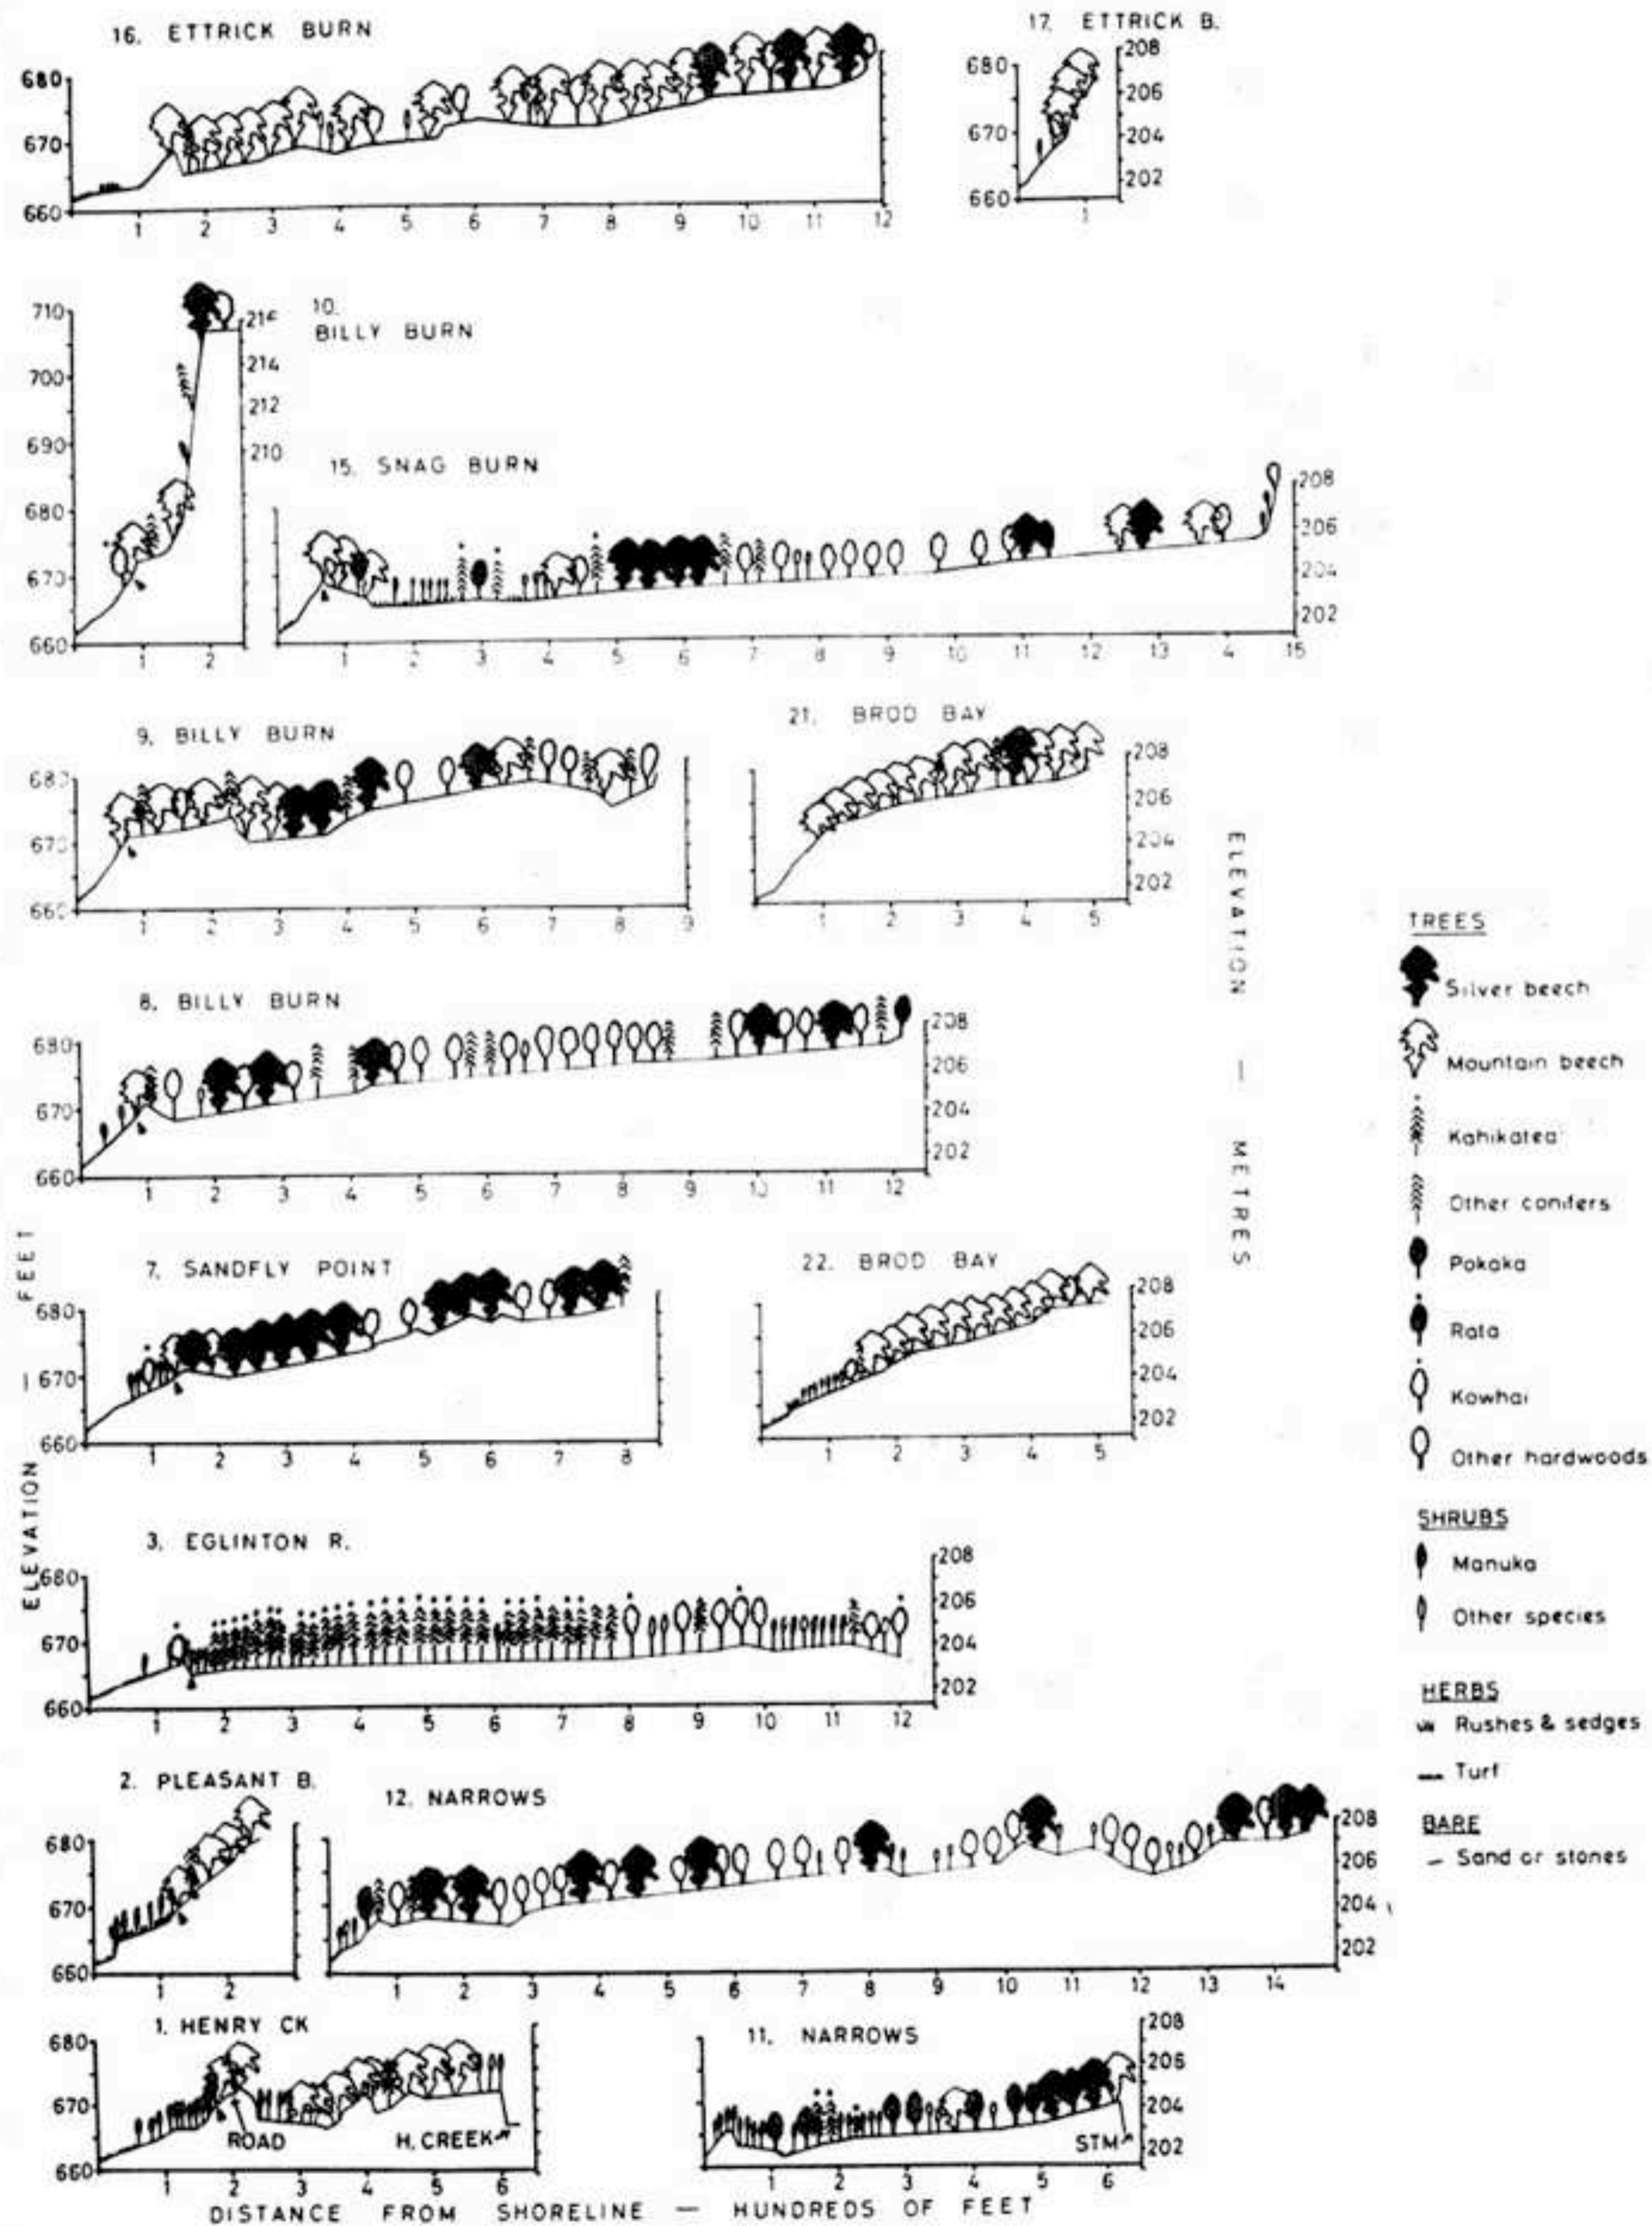 16. ETTRICK BURN
680
670
660
1 2 3 4 5 6 7 8 9 10 11 12
17. ETTRICK B.
680
670
660
208
206
204
202
1
10.
BILLY BURN
710
700
690
680
670
660
216
214
212
210
1 2
15. SNAG BURN
208
206
204
202
1 2 3 4 5 6 7 8 9 10 11 12 13 4 15
9. BILLY BURN
680
670
660
1 2 3 4 5 6 7 8 9
21. BROD BAY
208
206
204
202
1 2 3 4 5
8. BILLY BURN
680
670
660
208
206
204
202
1 2 3 4 5 6 7 8 9 10 11 12
ELEVATION — METRES
7. SANDFLY POINT
680
670
660
1 2 3 4 5 6 7 8
22. BROD BAY
208
206
204
202
1 2 3 4 5
ELEVATION — FEET
3. EGLINTON R.
680
670
660
208
206
204
202
1 2 3 4 5 6 7 8 9 10 11 12
2. PLEASANT B.
680
670
660
1 2
12. NARROWS
208
206
204
202
1 2 3 4 5 6 7 8 9 10 11 12 13 14
1. HENRY CK
680
670
660
ROAD
H. CREEK
1 2 3 4 5 6
11. NARROWS
208
206
204
202
STM
1 2 3 4 5 6
DISTANCE FROM SHORELINE — HUNDREDS OF FEET
TREES
Silver beech
Mountain beech
Kahikatea
Other conifers
Pokaka
Rata
Kowhai
Other hardwoods
SHRUBS
Manuka
Other species
HERBS
Rushes & sedges
Turf
BARE
Sand or stones